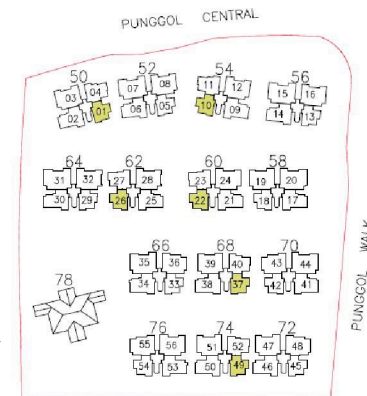 PUNGGOL CENTRAL
50 52 54 56
03 04 07 08 11 12 15 16
02 01 06 05 10 09 14 13
64 62 60 58
31 32 27 28 23 24 19 20
30 29 26 25 22 21 18 17
66 68 70
35 36 39 40 43 44
34 33 38 37 42 41
78
76 74 72
55 56 51 52 47 48
54 53 50 49 46 45
PUNGGOL WALK